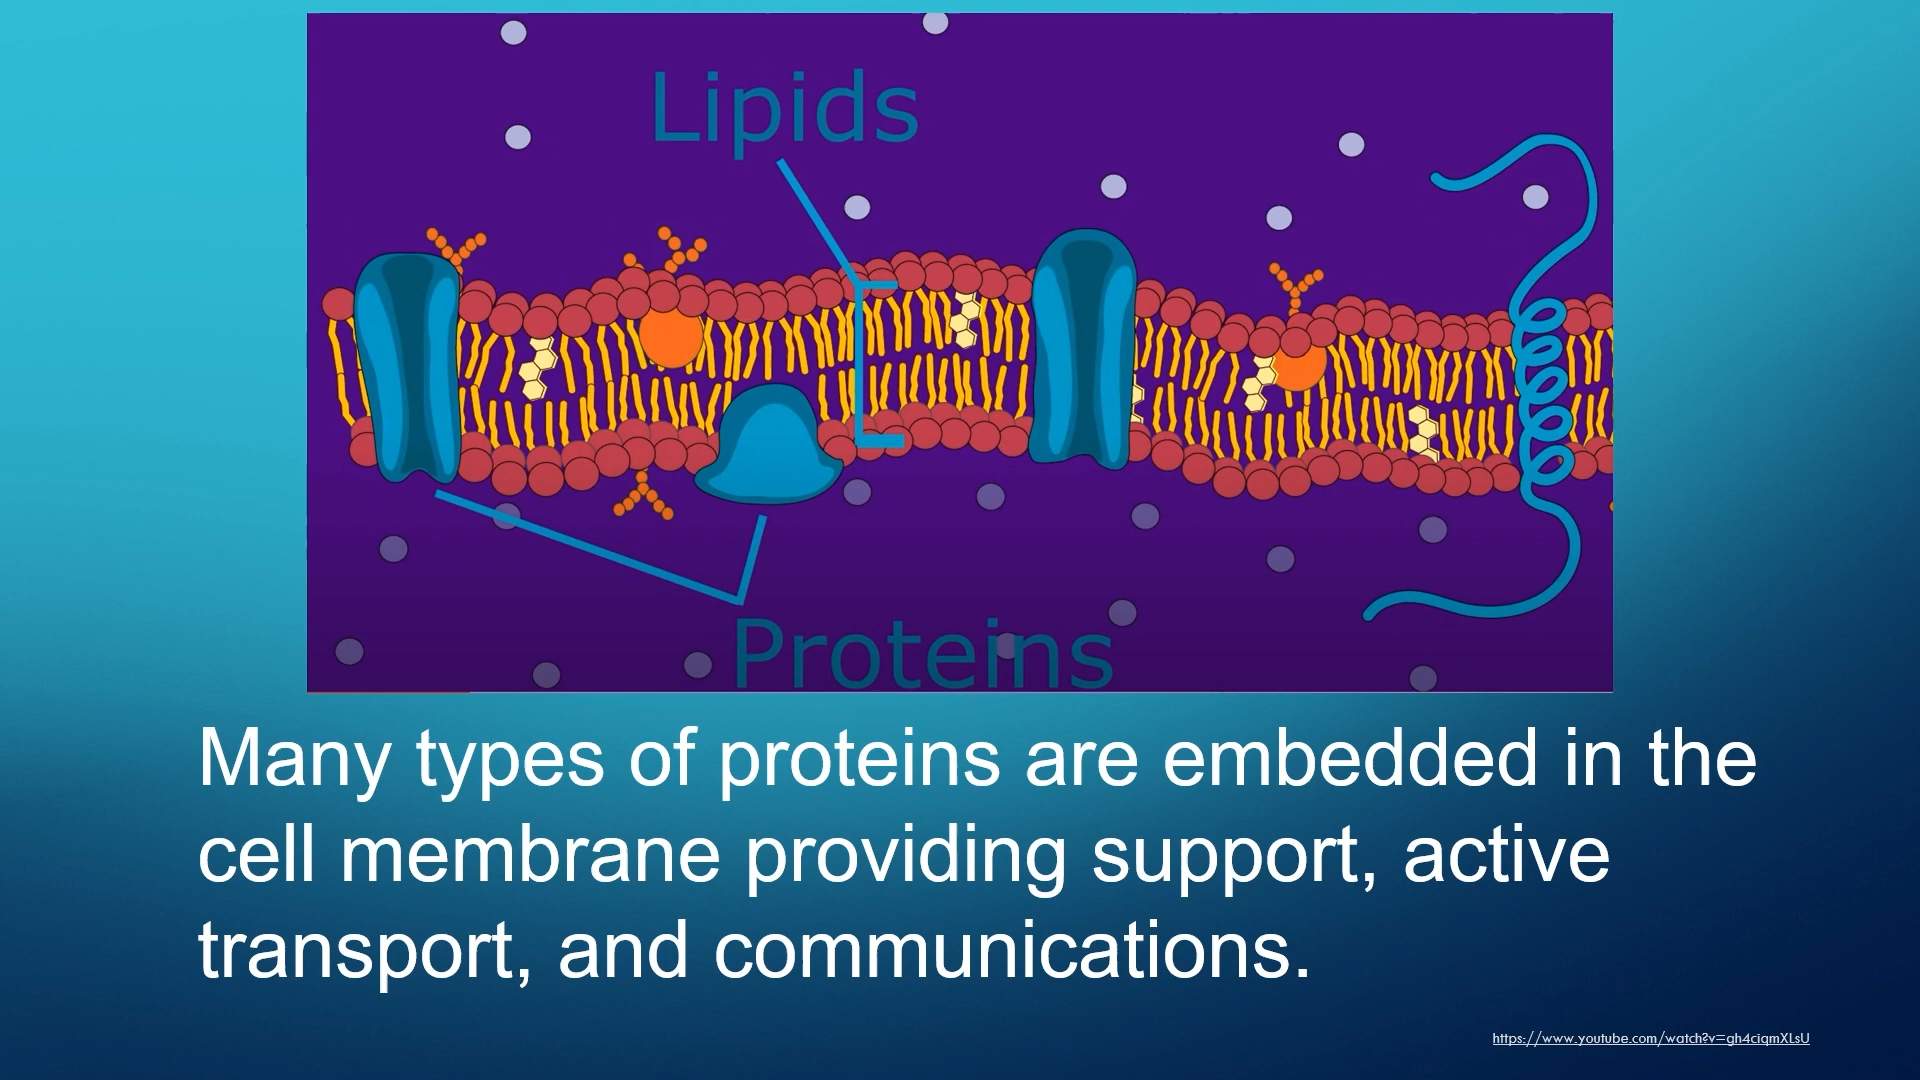 Lipids
Proteins
Many types of proteins are embedded in the
cell membrane providing support, active
transport, and communications.
https://www.youtube.com/watch?v=gh4ciqmXLsU